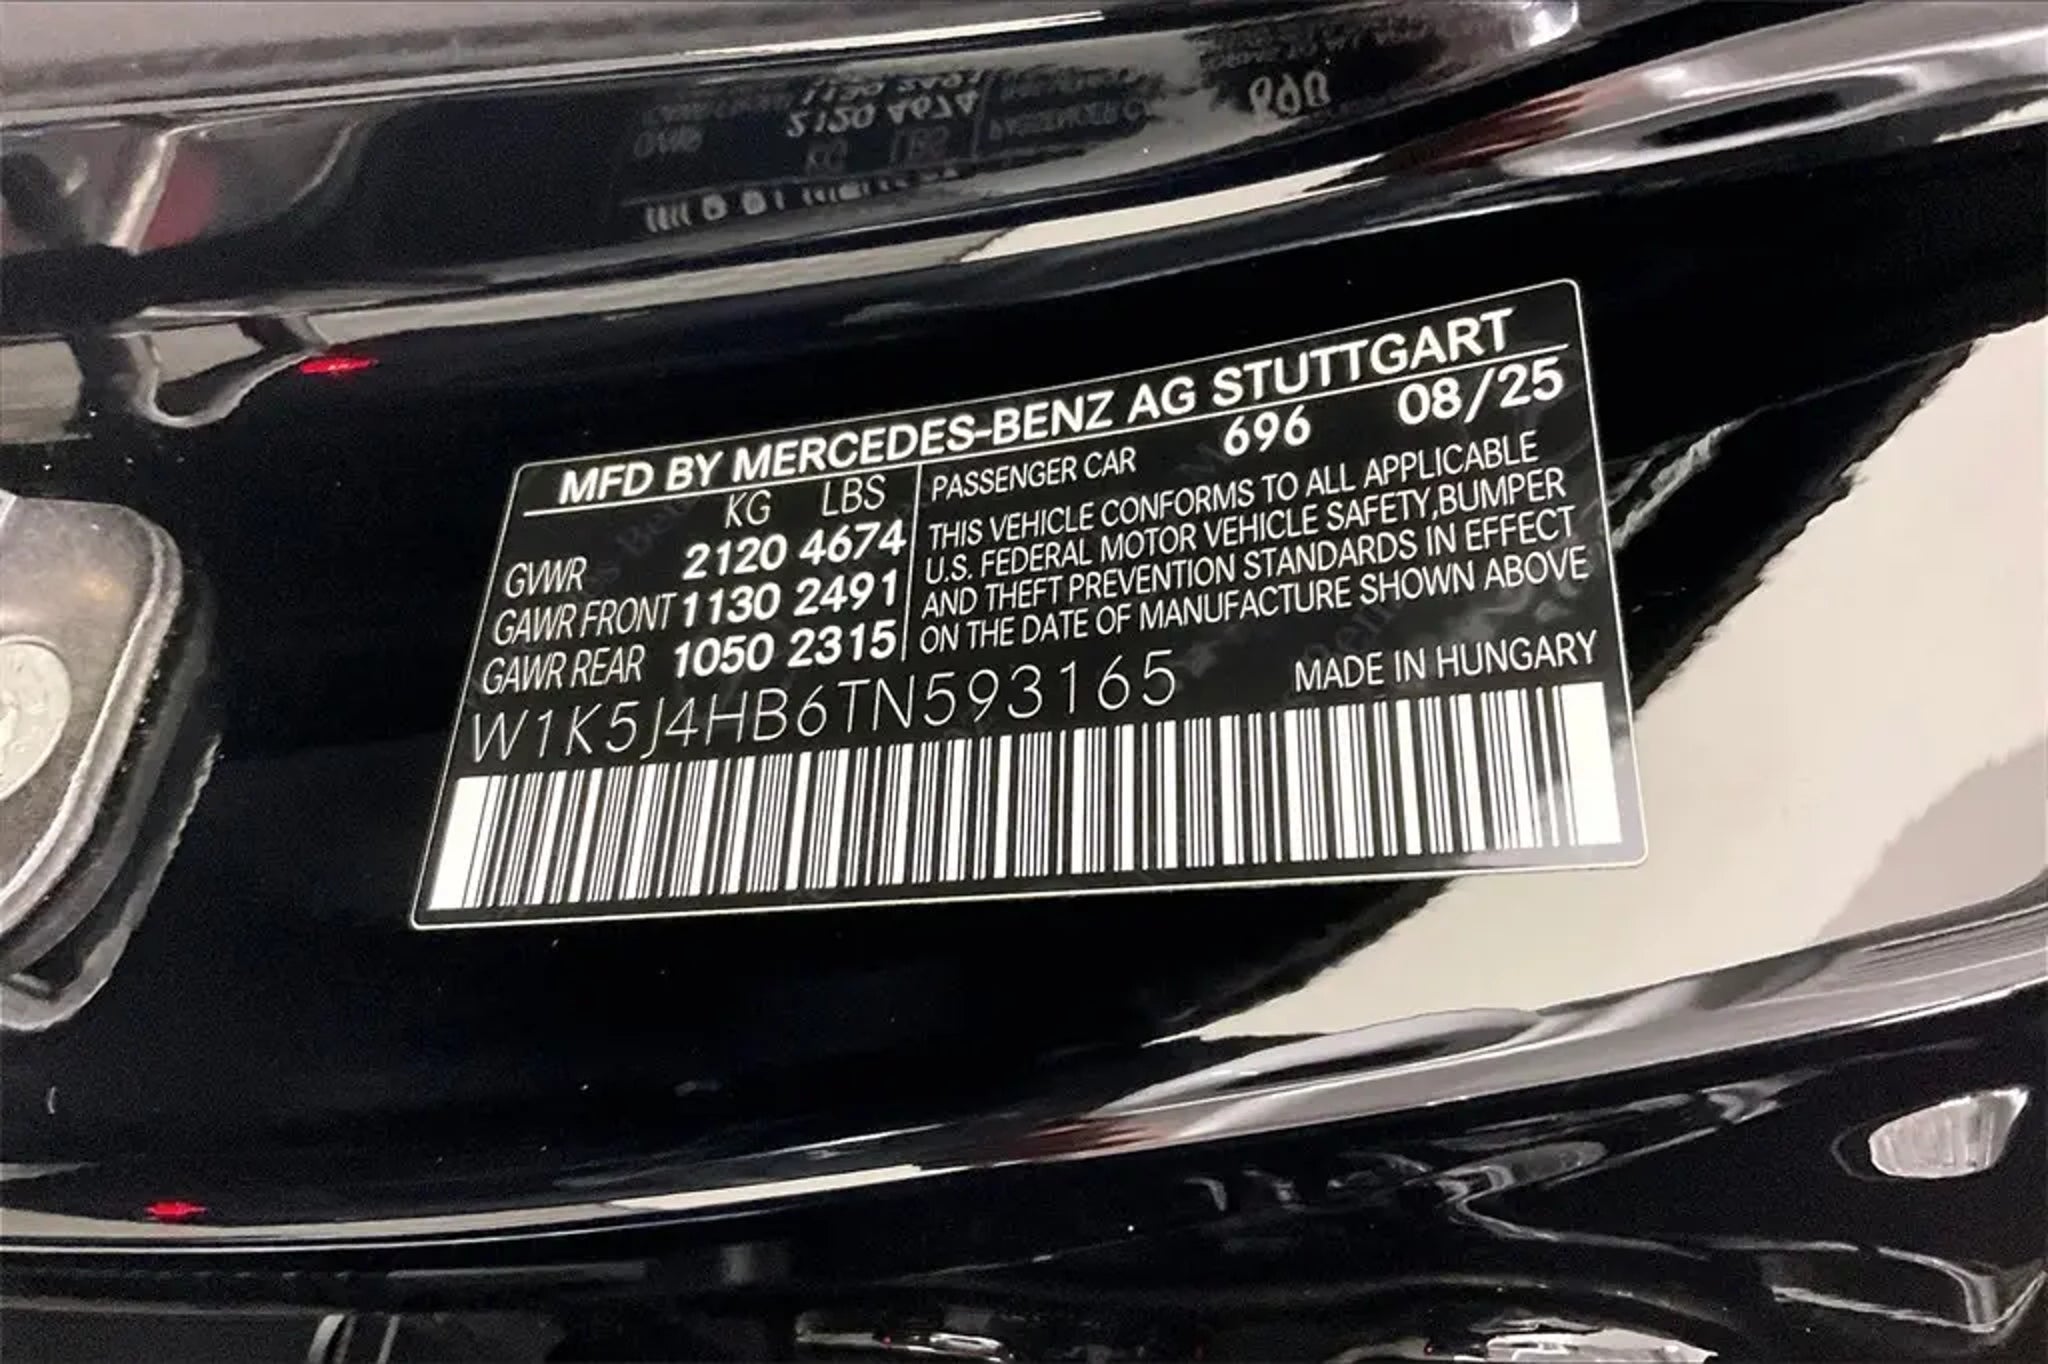 MFD BY MERCEDES-BENZ AG STUTTGART
KG LBS
GVWR 2120 4674
GAWR FRONT 1130 2491
GAWR REAR 1050 2315
PASSENGER CAR 696 08/25
THIS VEHICLE CONFORMS TO ALL APPLICABLE
U.S. FEDERAL MOTOR VEHICLE SAFETY,BUMPER
AND THEFT PREVENTION STANDARDS IN EFFECT
ON THE DATE OF MANUFACTURE SHOWN ABOVE
W1K5J4HB6TN593165
MADE IN HUNGARY